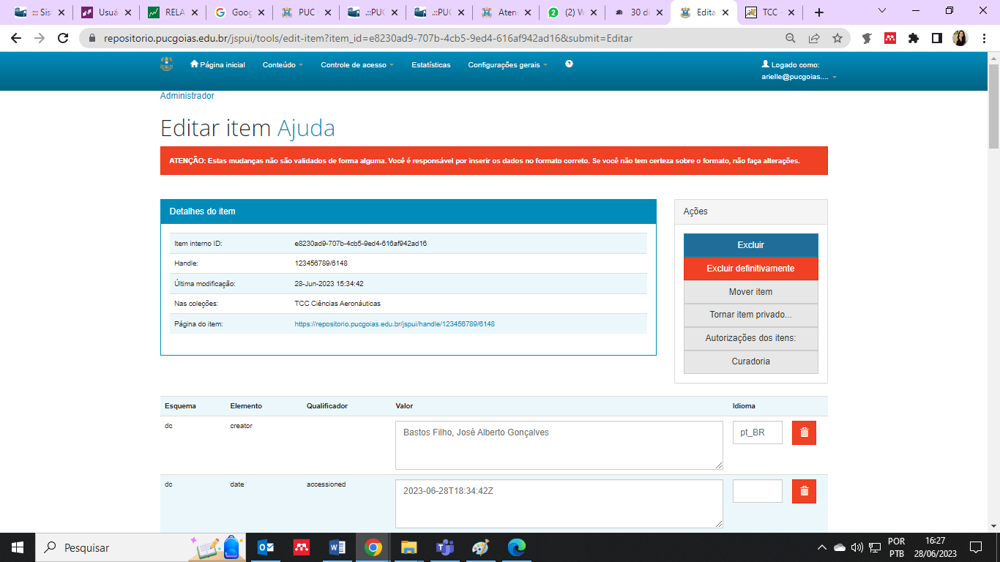 ::: Sis
Usuá
RELA
Goog
PUC
.::PUC
.::PUC
Aten
(2) W
30 di
Edita
TCC
repositorio.pucgoias.edu.br/jspui/tools/edit-item?item_id=e8230ad9-707b-4cb5-9ed4-616af942ad16&submit=Editar
Página inicial
Conteúdo
Controle de acesso
Estatísticas
Configurações gerais
Logado como:
arielle@pucgoias....
Administrador
Editar item Ajuda
ATENÇÃO: Estas mudanças não são validados de forma alguma. Você é responsável por inserir os dados no formato correto. Se você não tem certeza sobre o formato, não faça alterações.
Detalhes do item
Item interno ID: e8230ad9-707b-4cb5-9ed4-616af942ad16
Handle: 123456789/6148
Última modificação: 28-Jun-2023 15:34:42
Nas coleções: TCC Ciências Aeronáuticas
Página do item: https://repositorio.pucgoias.edu.br/jspui/handle/123456789/6148
Ações
Excluir
Excluir definitivamente
Mover item
Tornar item privado...
Autorizações dos itens:
Curadoria
Esquema Elemento Qualificador Valor Idioma
dc creator Bastos Filho, José Alberto Gonçalves pt_BR
dc date accessioned 2023-06-28T18:34:42Z
Pesquisar
POR
PTB
16:27
28/06/2023